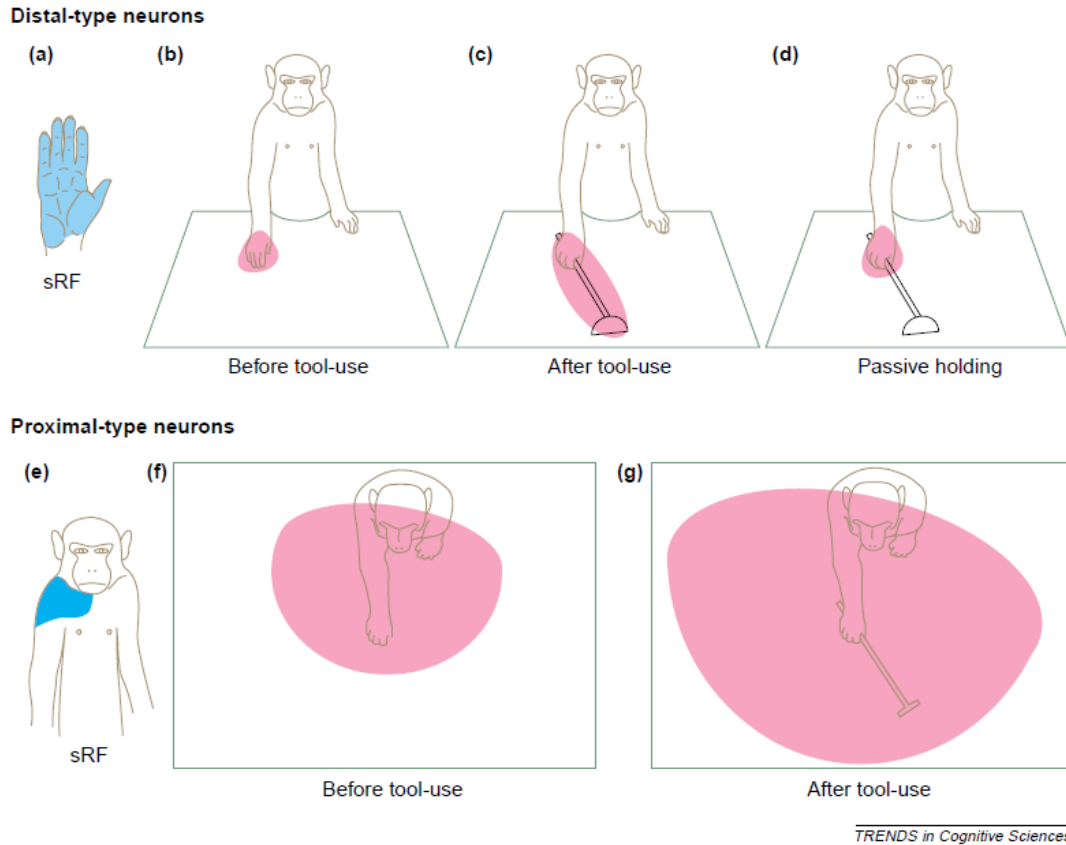 Distal-type neurons
(a)
(b)
(c)
(d)
sRF
Before tool-use
After tool-use
Passive holding
Proximal-type neurons
(e)
(f)
(g)
sRF
Before tool-use
After tool-use
TRENDS in Cognitive Sciences